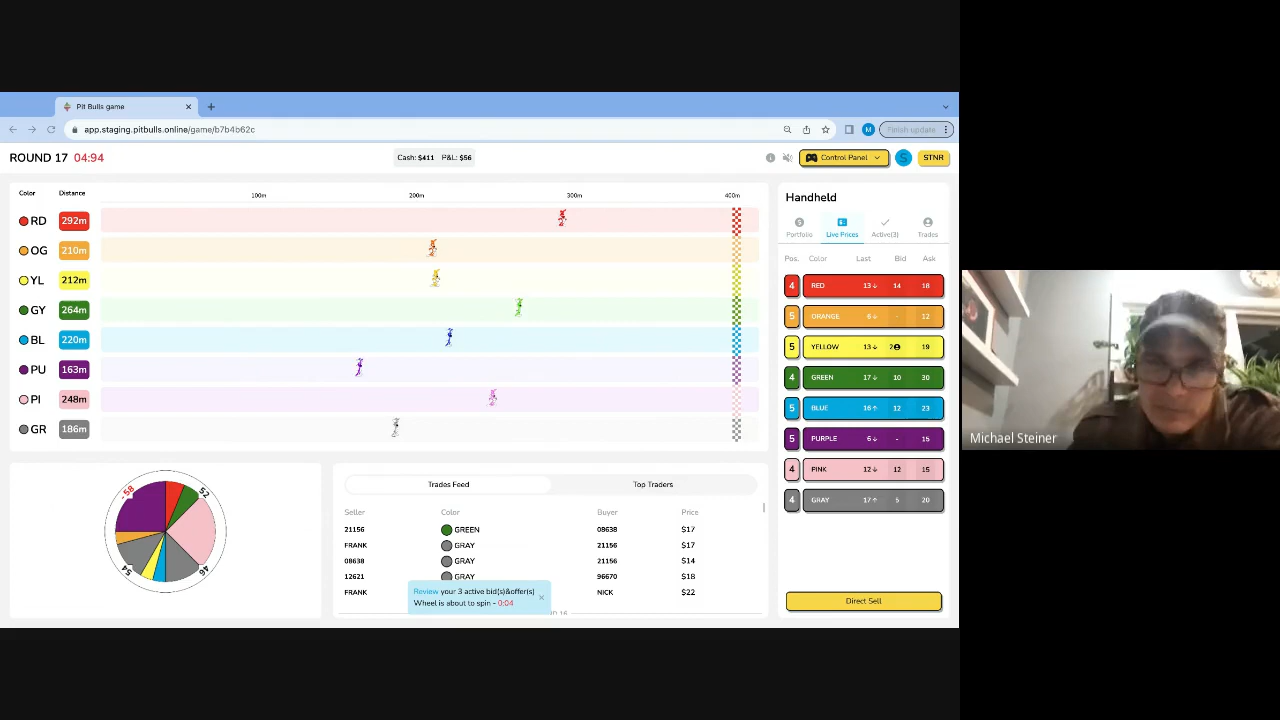 Pit Bulls game
app.staging.pitbulls.online/game/b7b4b62c
Finish update
ROUND 17 04:94
Cash: $411 P&L: $56
Control Panel
S
STNR
Color Distance 100m 200m 300m 400m
RD 292m
OG 210m
YL 212m
GY 264m
BL 220m
PU 163m
PI 248m
GR 186m
Handheld
Portfolio Live Prices Active(3) Trades
Pos. Color Last Bid Ask
4 RED 13↓ 14 18
5 ORANGE 6↓ - 12
5 YELLOW 13↓ 2 19
4 GREEN 17↓ 10 30
5 BLUE 16↑ 12 23
5 PURPLE 6↓ - 15
4 PINK 12↓ 12 15
4 GRAY 17↑ 5 20
Direct Sell
-58 52
54 46
Trades Feed Top Traders
Seller Color Buyer Price
21156 GREEN 08638 $17
FRANK GRAY 21156 $17
08638 GRAY 21156 $14
12621 GRAY 96670 $18
FRANK NICK $22
Review your 3 active bid(s)&offer(s)
Wheel is about to spin - 0:04
Michael Steiner